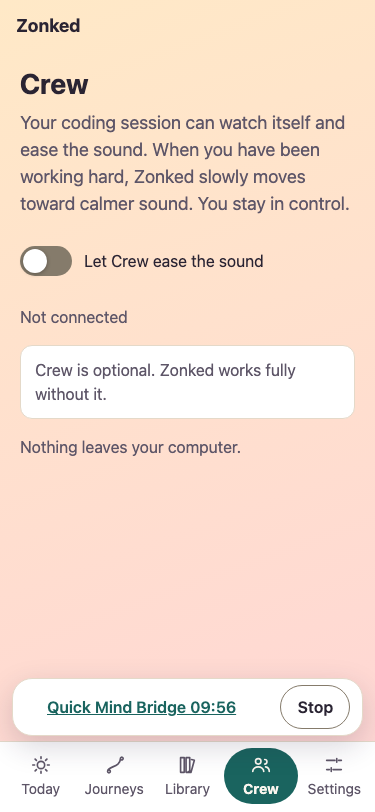 Zonked
Crew
Your coding session can watch itself and
ease the sound. When you have been
working hard, Zonked slowly moves
toward calmer sound. You stay in control.
Let Crew ease the sound
Not connected
Crew is optional. Zonked works fully
without it.
Nothing leaves your computer.
Quick Mind Bridge 09:56
Stop
Today
Journeys
Library
Crew
Settings